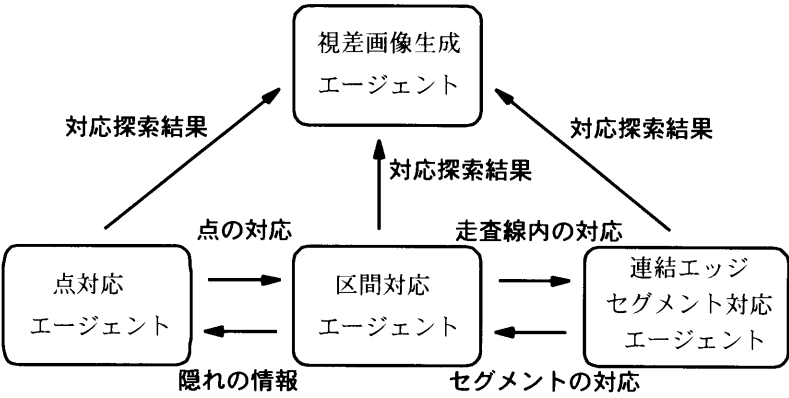 視差画像生成
エージェント
対応探索結果
対応探索結果
対応探索結果
点の対応
走査線内の対応
点対応
エージェント
区間対応
エージェント
連結エッジ
セグメント対応
エージェント
隠れの情報
セグメントの対応